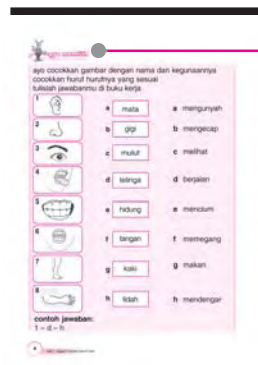 ayo cocokkan gambar dengan nama dan kegunaannya
cocokkan huruf hurufnya yang sesuai
tulislah jawabanmu di buku kerja
1 a mata a mengunyah
2 b gigi b mengecap
3 c mulut c melihat
4 d telinga d berjalan
5 e hidung e mencium
6 f tangan f memegang
7 g kaki g makan
8 h lidah h mendengar
contoh jawaban:
1 – d – h